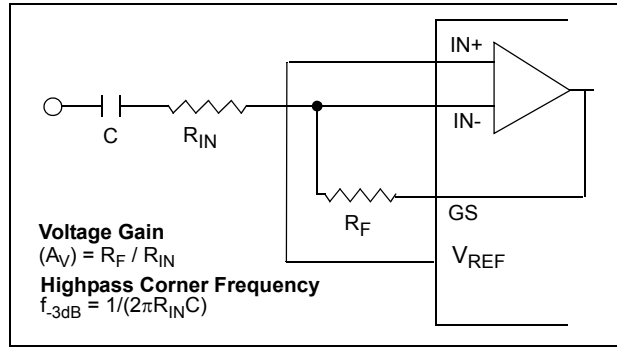 IN+
C
R_IN
IN-
R_F
GS
V_REF
Voltage Gain
(A_V) = R_F / R_IN
Highpass Corner Frequency
f_-3dB = 1/(2πR_INC)